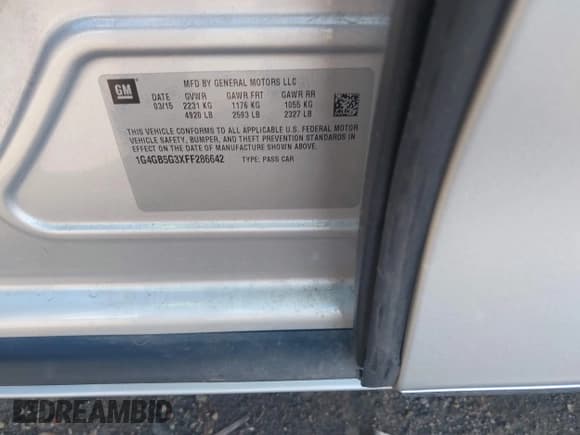 GM
MFD BY GENERAL MOTORS LLC
DATE GVWR GAWR FRT GAWR RR
03/15 2231 KG 1176 KG 1055 KG
4920 LB 2593 LB 2327 LB
THIS VEHICLE CONFORMS TO ALL APPLICABLE U.S. FEDERAL MOTOR
VEHICLE SAFETY, BUMPER, AND THEFT PREVENTION STANDARDS IN
EFFECT ON THE DATE OF MANUFACTURE SHOWN ABOVE.
1G4GB5G3XFF286642 TYPE: PASS CAR
DREAMBID